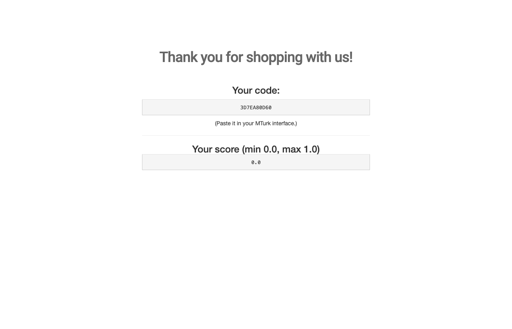 Thank you for shopping with us!
Your code:
3D7EA80D60
(Paste it in your MTurk interface.)
Your score (min 0.0, max 1.0)
0.0